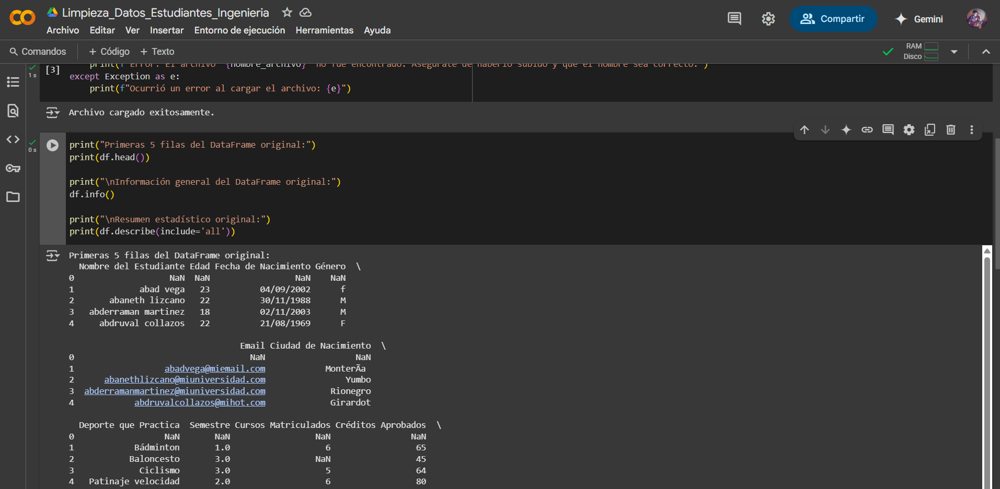 Limpieza_Datos_Estudiantes_Ingenieria
Archivo Editar Ver Insertar Entorno de ejecución Herramientas Ayuda
Compartir
Gemini
Comandos + Código + Texto
RAM
Disco
[3]
1 s
print(f"Error: El archivo '{nombre_archivo}' no fue encontrado. Asegúrate de haberlo subido y que el nombre sea correcto.")
except Exception as e:
print(f"Ocurrió un error al cargar el archivo: {e}")
Archivo cargado exitosamente.
0 s
print("Primeras 5 filas del DataFrame original:")
print(df.head())
print("\nInformación general del DataFrame original:")
df.info()
print("\nResumen estadístico original:")
print(df.describe(include='all'))
Primeras 5 filas del DataFrame original:
Nombre del Estudiante Edad Fecha de Nacimiento Género \
0 NaN NaN NaN NaN
1 abad vega 23 04/09/2002 f
2 abaneth lizcano 22 30/11/1988 M
3 abderraman martinez 18 02/11/2003 M
4 abdruval collazos 22 21/08/1969 F
Email Ciudad de Nacimiento \
0 NaN NaN
1 abadvega@miemail.com MonterÃa
2 abanethlizcano@miuniversidad.com Yumbo
3 abderramanmartinez@miuniversidad.com Rionegro
4 abdruvalcollazos@mihot.com Girardot
Deporte que Practica Semestre Cursos Matriculados Créditos Aprobados \
0 NaN NaN NaN NaN
1 Bádminton 1.0 6 65
2 Baloncesto 3.0 NaN 45
3 Ciclismo 3.0 5 64
4 Patinaje velocidad 2.0 6 80